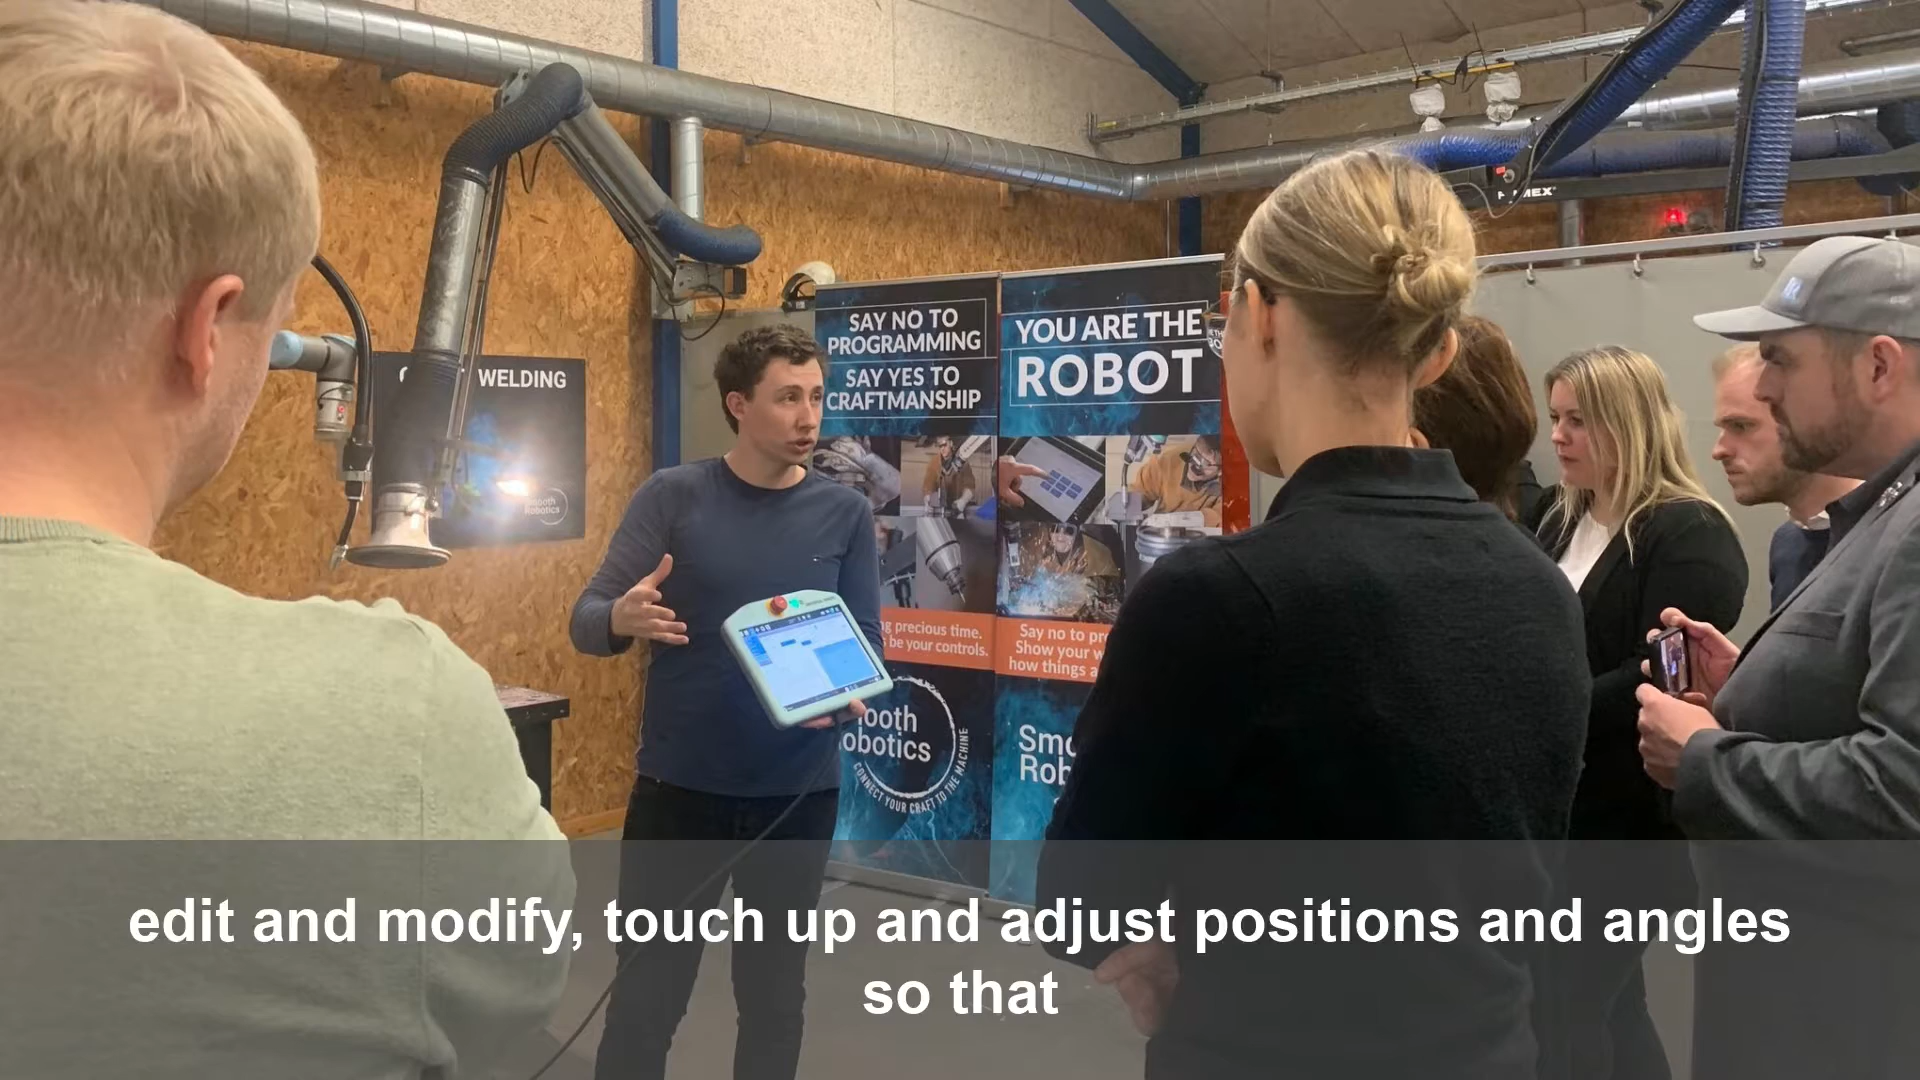 WELDING
Smooth
Robotics
SAY NO TO
PROGRAMMING
SAY YES TO
CRAFTMANSHIP
YOU ARE THE
ROBOT
precious time.
be your controls.
Say no to
Show your
how things
ooth
obotics
CONNECT YOUR CRAFT TO THE MACHINE
edit and modify, touch up and adjust positions and angles
so that